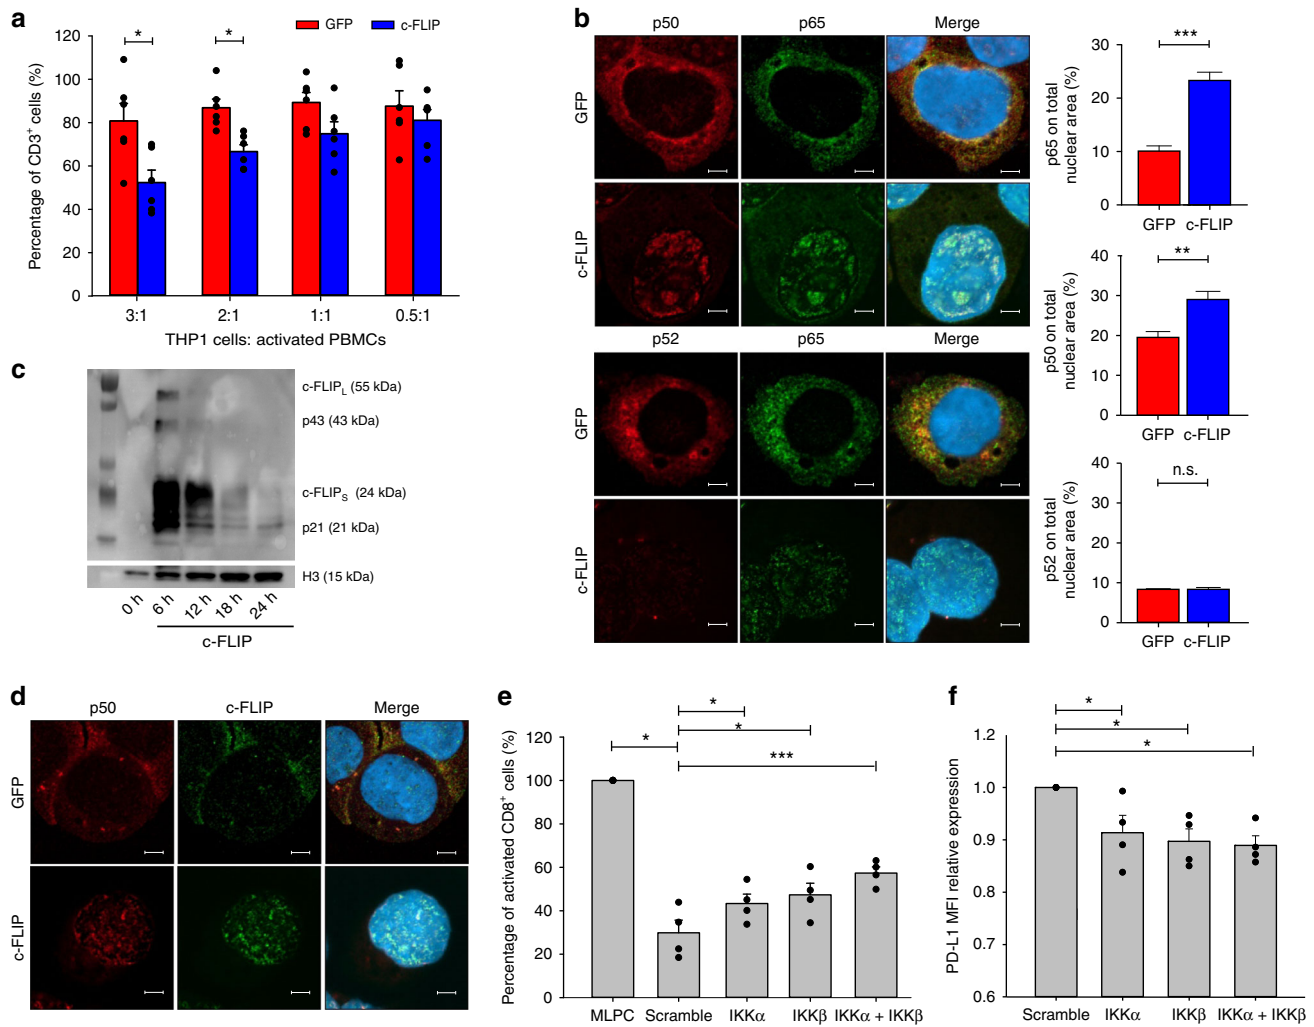 a
GFP
c-FLIP
*
*
Percentage of CD3+ cells (%)
120
100
80
60
40
20
0
3:1
2:1
1:1
0.5:1
THP1 cells: activated PBMCs
b
p50
p65
Merge
GFP
c-FLIP
p52
p65
Merge
GFP
c-FLIP
p65 on total
nuclear area (%)
30
20
10
0
***
GFP
c-FLIP
p50 on total
nuclear area (%)
40
30
20
10
0
**
GFP
c-FLIP
p52 on total
nuclear area (%)
40
30
20
10
0
n.s.
GFP
c-FLIP
c
c-FLIPL (55 kDa)
p43 (43 kDa)
c-FLIPS (24 kDa)
p21 (21 kDa)
H3 (15 kDa)
0 h
6 h
12 h
18 h
24 h
c-FLIP
d
p50
c-FLIP
Merge
GFP
c-FLIP
e
Percentage of activated CD8+ cells (%)
120
100
80
60
40
20
0
*
*
*
***
MLPC
Scramble
IKKα
IKKβ
IKKα + IKKβ
f
PD-L1 MFI relative expression
1.2
1.0
0.9
0.8
0.7
0.6
*
*
*
Scramble
IKKα
IKKβ
IKKα + IKKβ